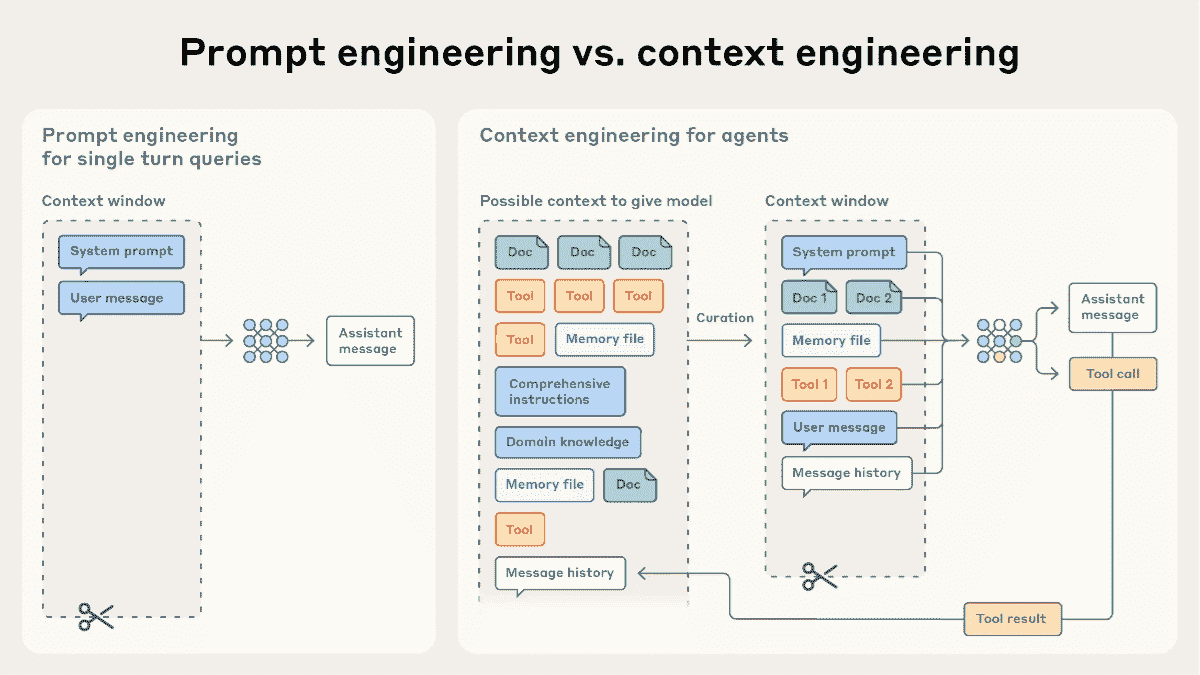 Prompt engineering vs. context engineering
Prompt engineering
for single turn queries
Context window
System prompt
User message
Assistant
message
Context engineering for agents
Possible context to give model
Doc Doc Doc
Tool Tool Tool
Tool Memory file
Comprehensive
instructions
Domain knowledge
Memory file Doc
Tool
Message history
Curation
Context window
System prompt
Doc 1 Doc 2
Memory file
Tool 1 Tool 2
User message
Message history
Assistant
message
Tool call
Tool result